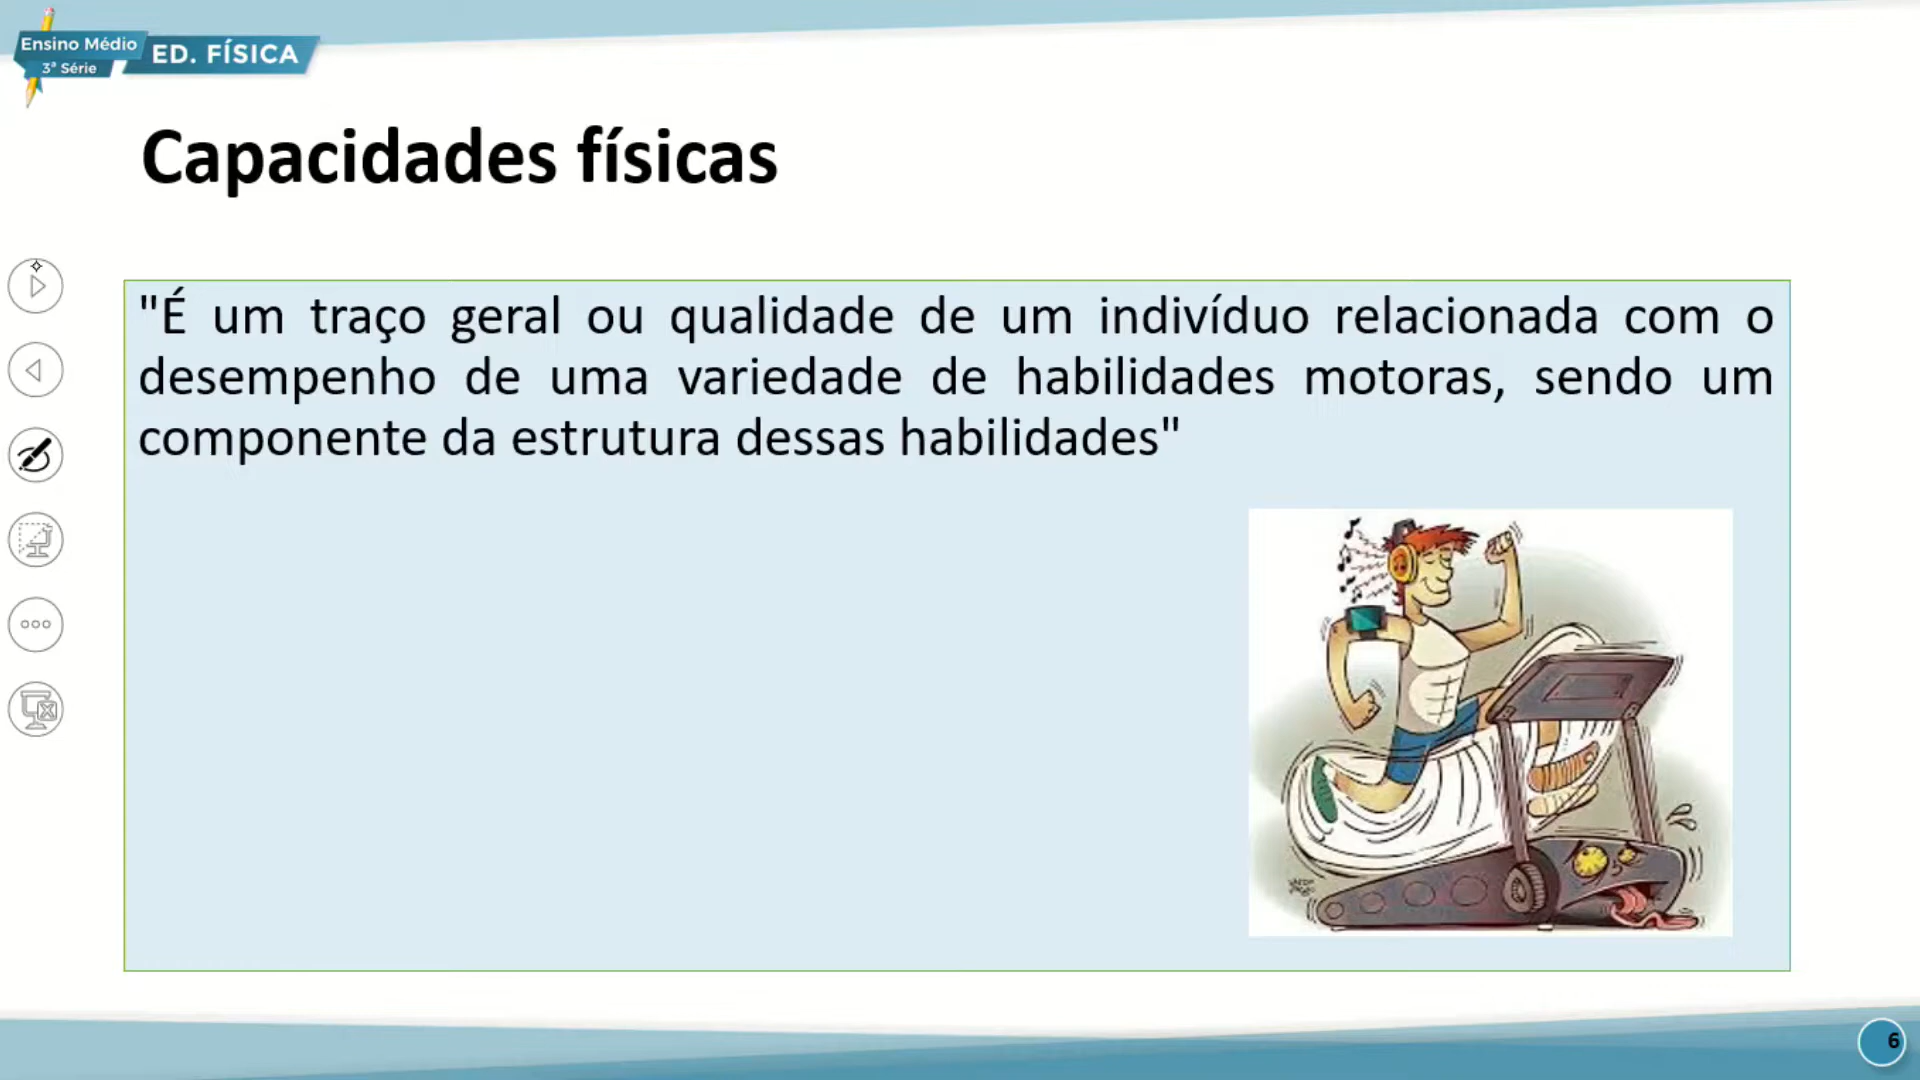 Ensino Médio
3ª Série
ED. FÍSICA
Capacidades físicas
"É um traço geral ou qualidade de um indivíduo relacionada com o
desempenho de uma variedade de habilidades motoras, sendo um
componente da estrutura dessas habilidades"
6